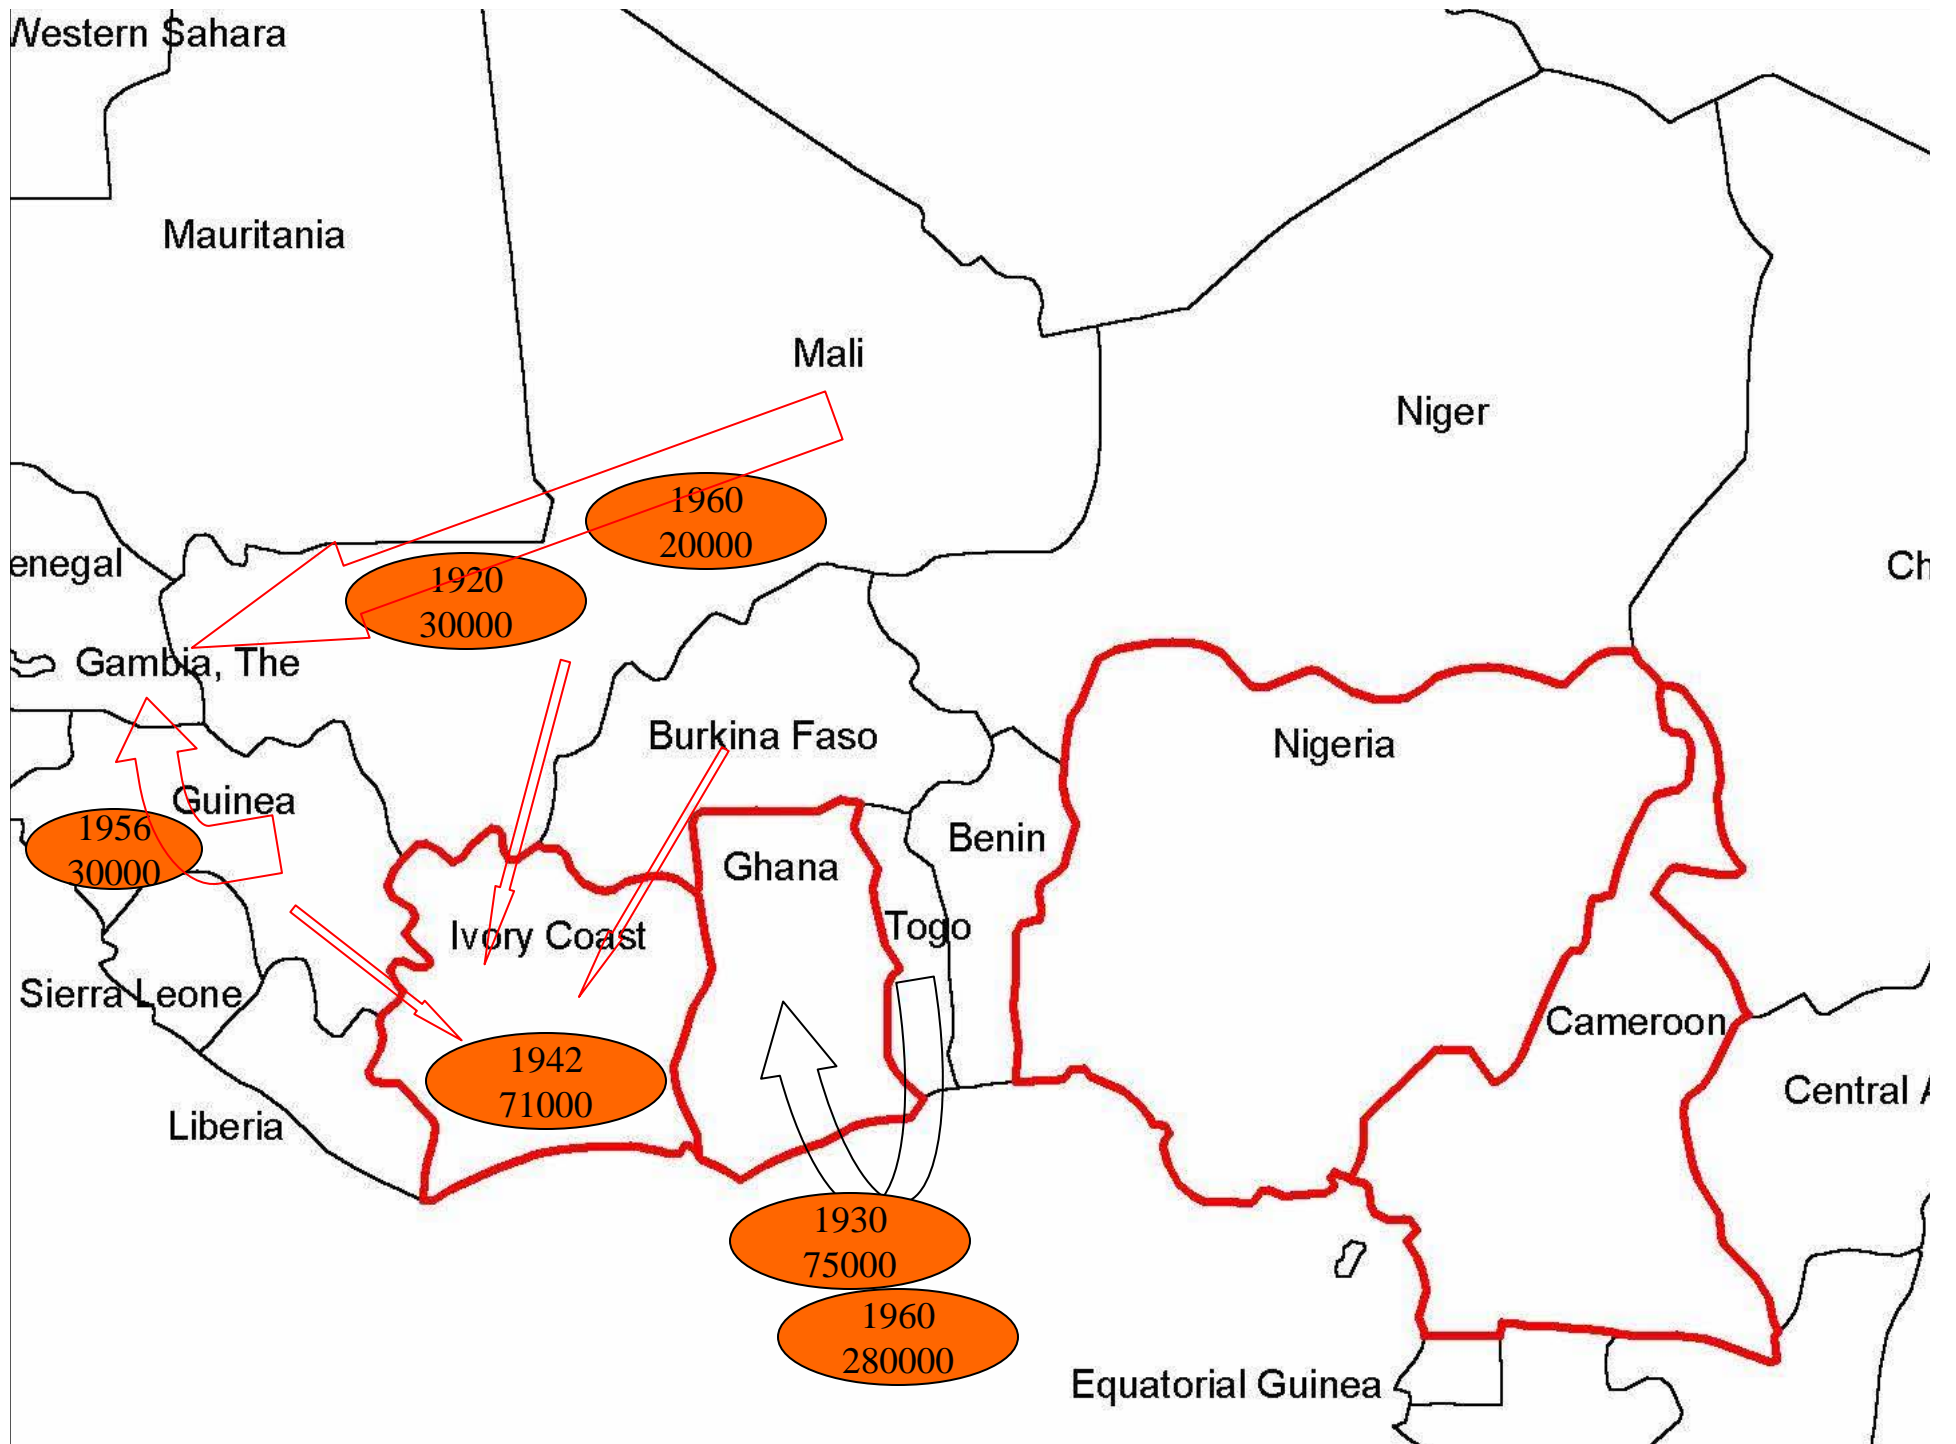 Western Sahara
Mauritania
Mali
Niger
1960
20000
enegal
Ch
1920
30000
Gambia, The
Burkina Faso
Nigeria
Guinea
1956
30000
Benin
Ghana
Togo
Ivory Coast
Sierra Leone
Cameroon
1942
71000
Central A
Liberia
1930
75000
1960
280000
Equatorial Guinea